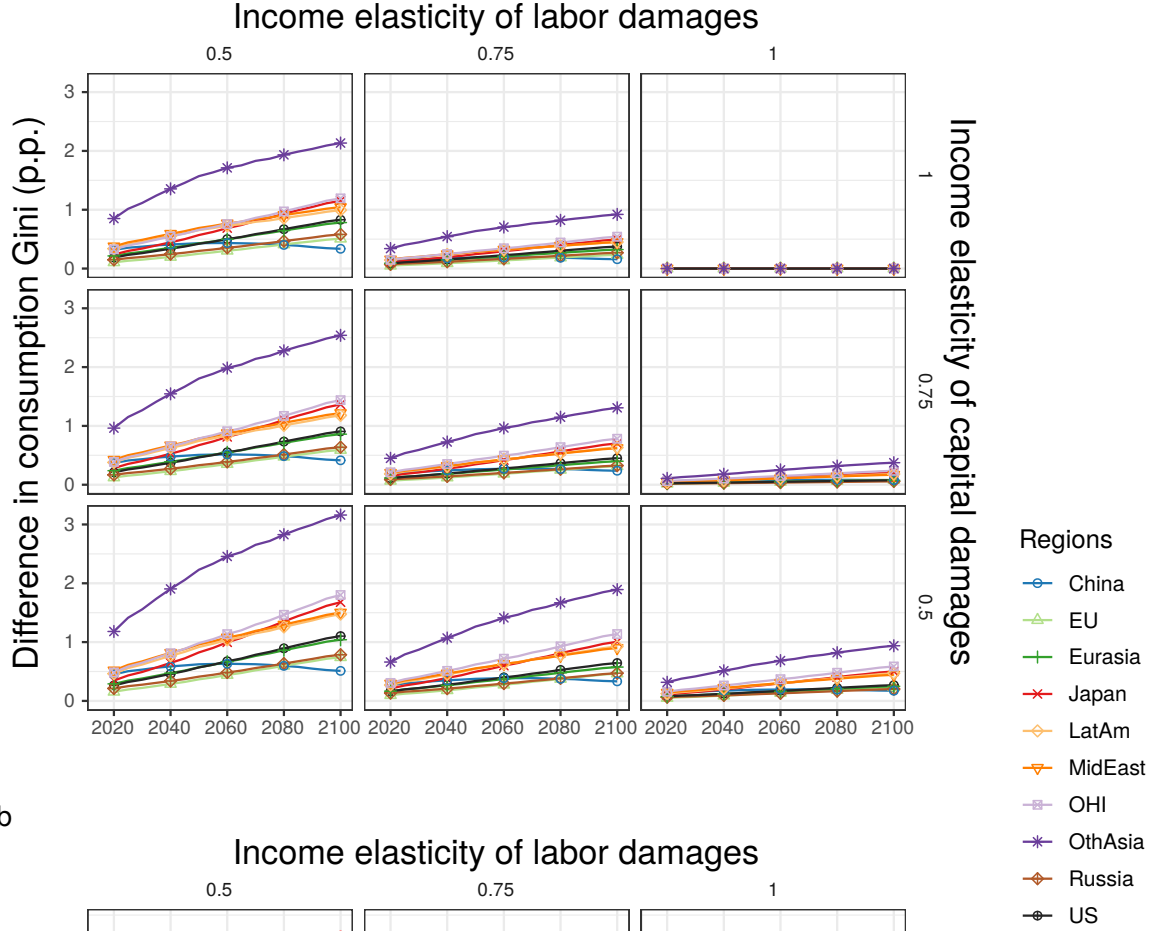 Income elasticity of labor damages
0.5 0.75 1
Difference in consumption Gini (p.p.)
3
2
1
0
1
3
2
1
0
0.75
3
2
1
0
0.5
Income elasticity of capital damages
2020 2040 2060 2080 2100 2020 2040 2060 2080 2100 2020 2040 2060 2080 2100
Regions
China
EU
Eurasia
Japan
LatAm
MidEast
OHI
OthAsia
Russia
US
b
Income elasticity of labor damages
0.5 0.75 1